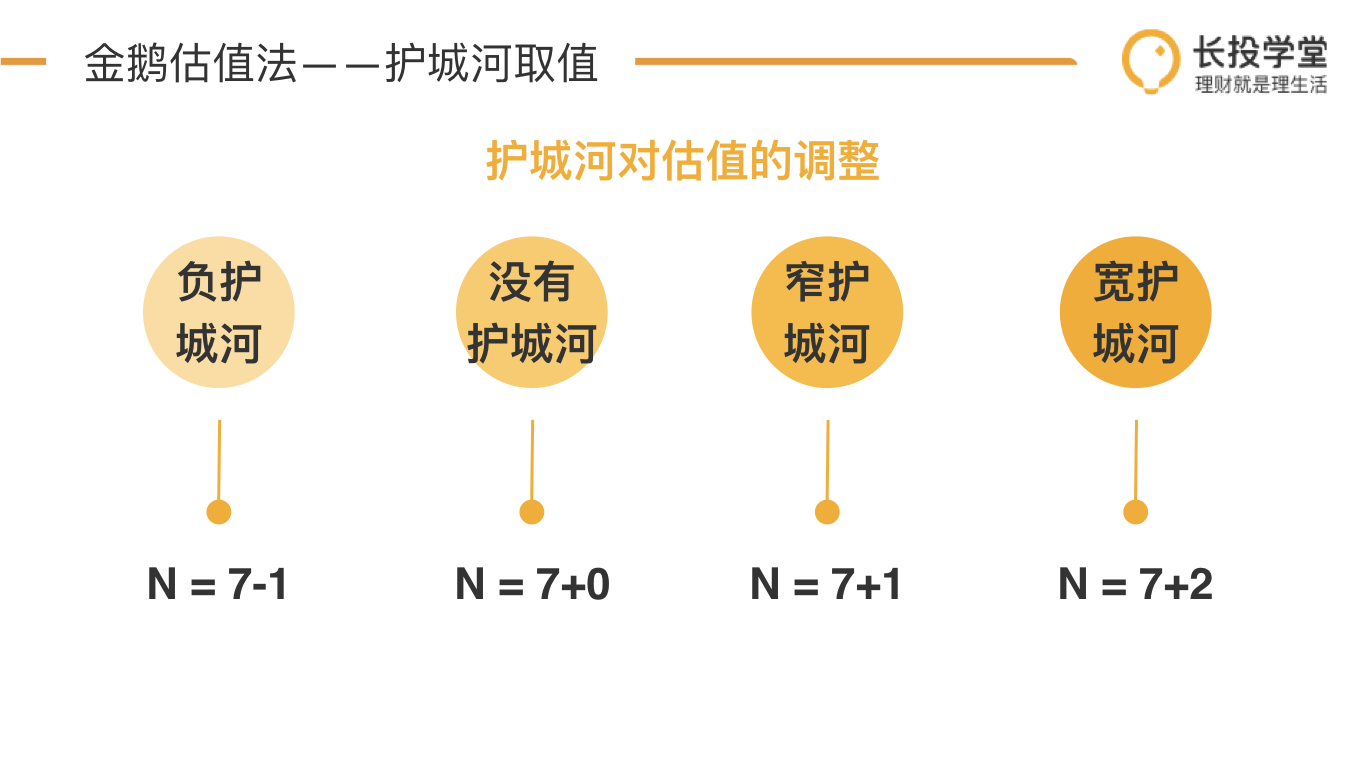 金鹅估值法——护城河取值
长投学堂
理财就是理生活
护城河对估值的调整
负护
城河
没有
护城河
窄护
城河
宽护
城河
N = 7-1
N = 7+0
N = 7+1
N = 7+2